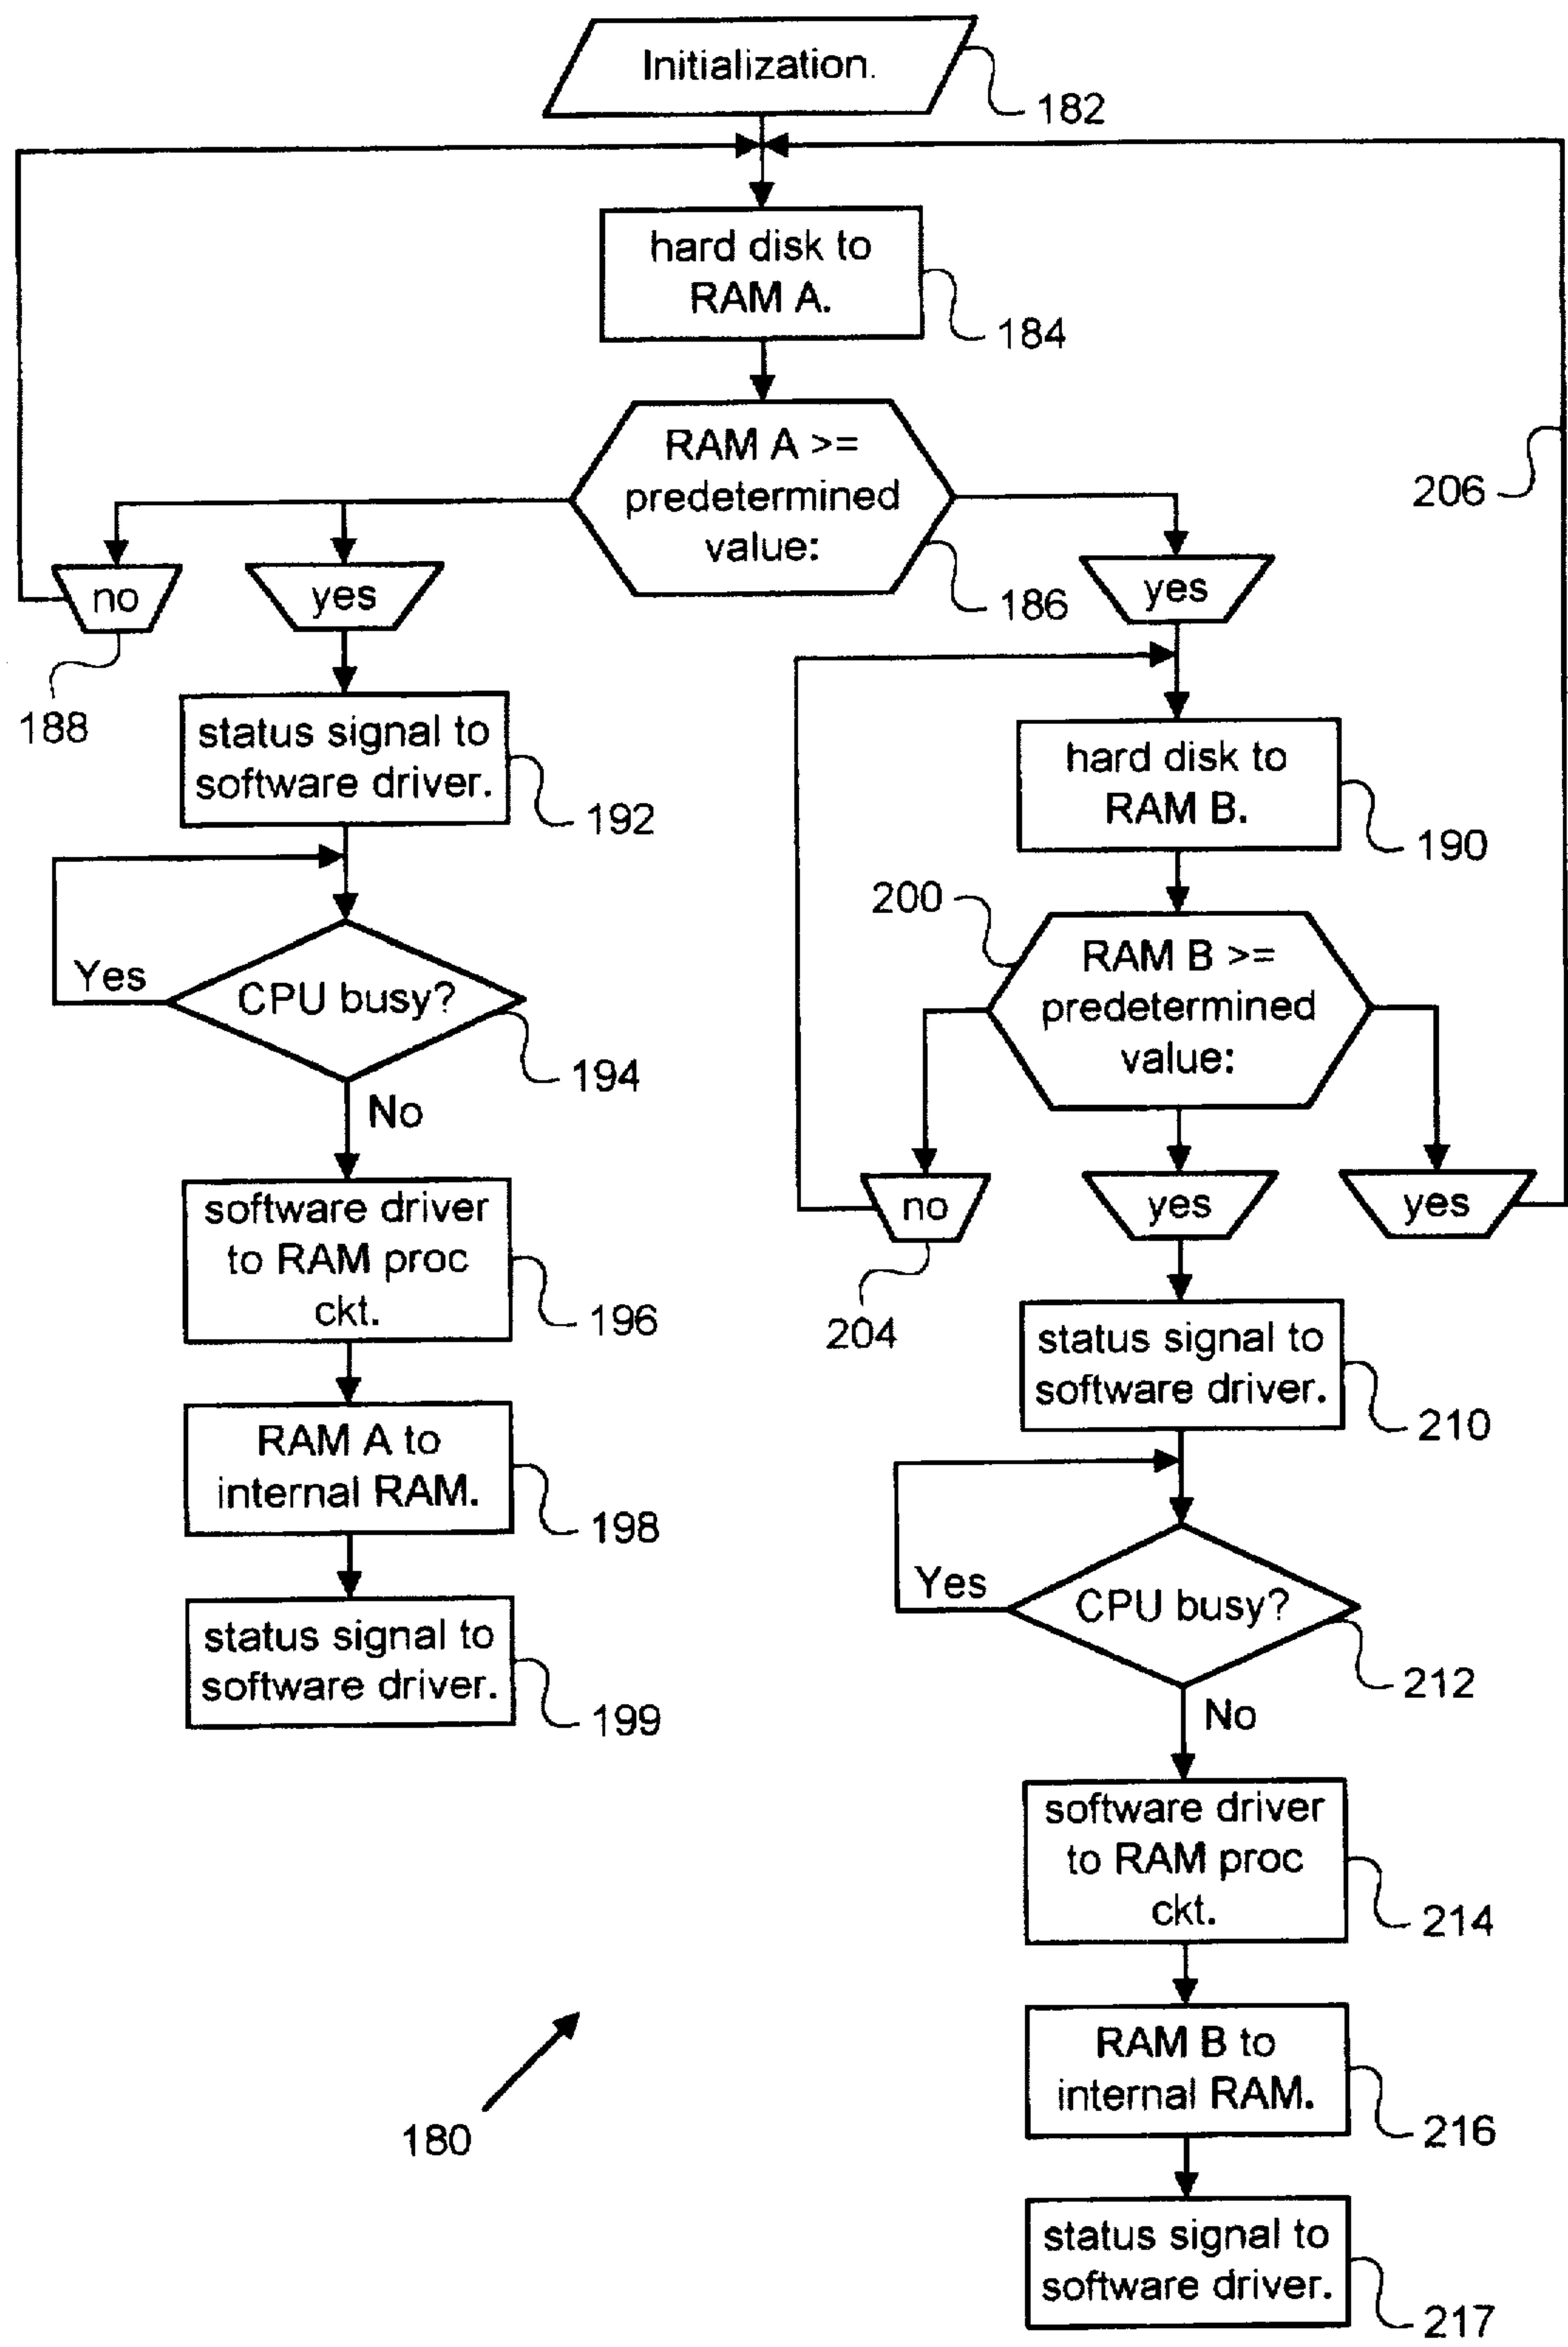 Initialization.
182
hard disk to
RAM A.
184
RAM A >=
predetermined
value:
186
206
no
yes
yes
188
status signal to
software driver.
192
hard disk to
RAM B.
190
200
Yes
CPU busy?
194
No
RAM B >=
predetermined
value:
no
yes
yes
204
software driver
to RAM proc
ckt.
196
status signal to
software driver.
210
RAM A to
internal RAM.
198
Yes
CPU busy?
212
No
status signal to
software driver.
199
software driver
to RAM proc
ckt.
214
RAM B to
internal RAM.
216
180
status signal to
software driver.
217